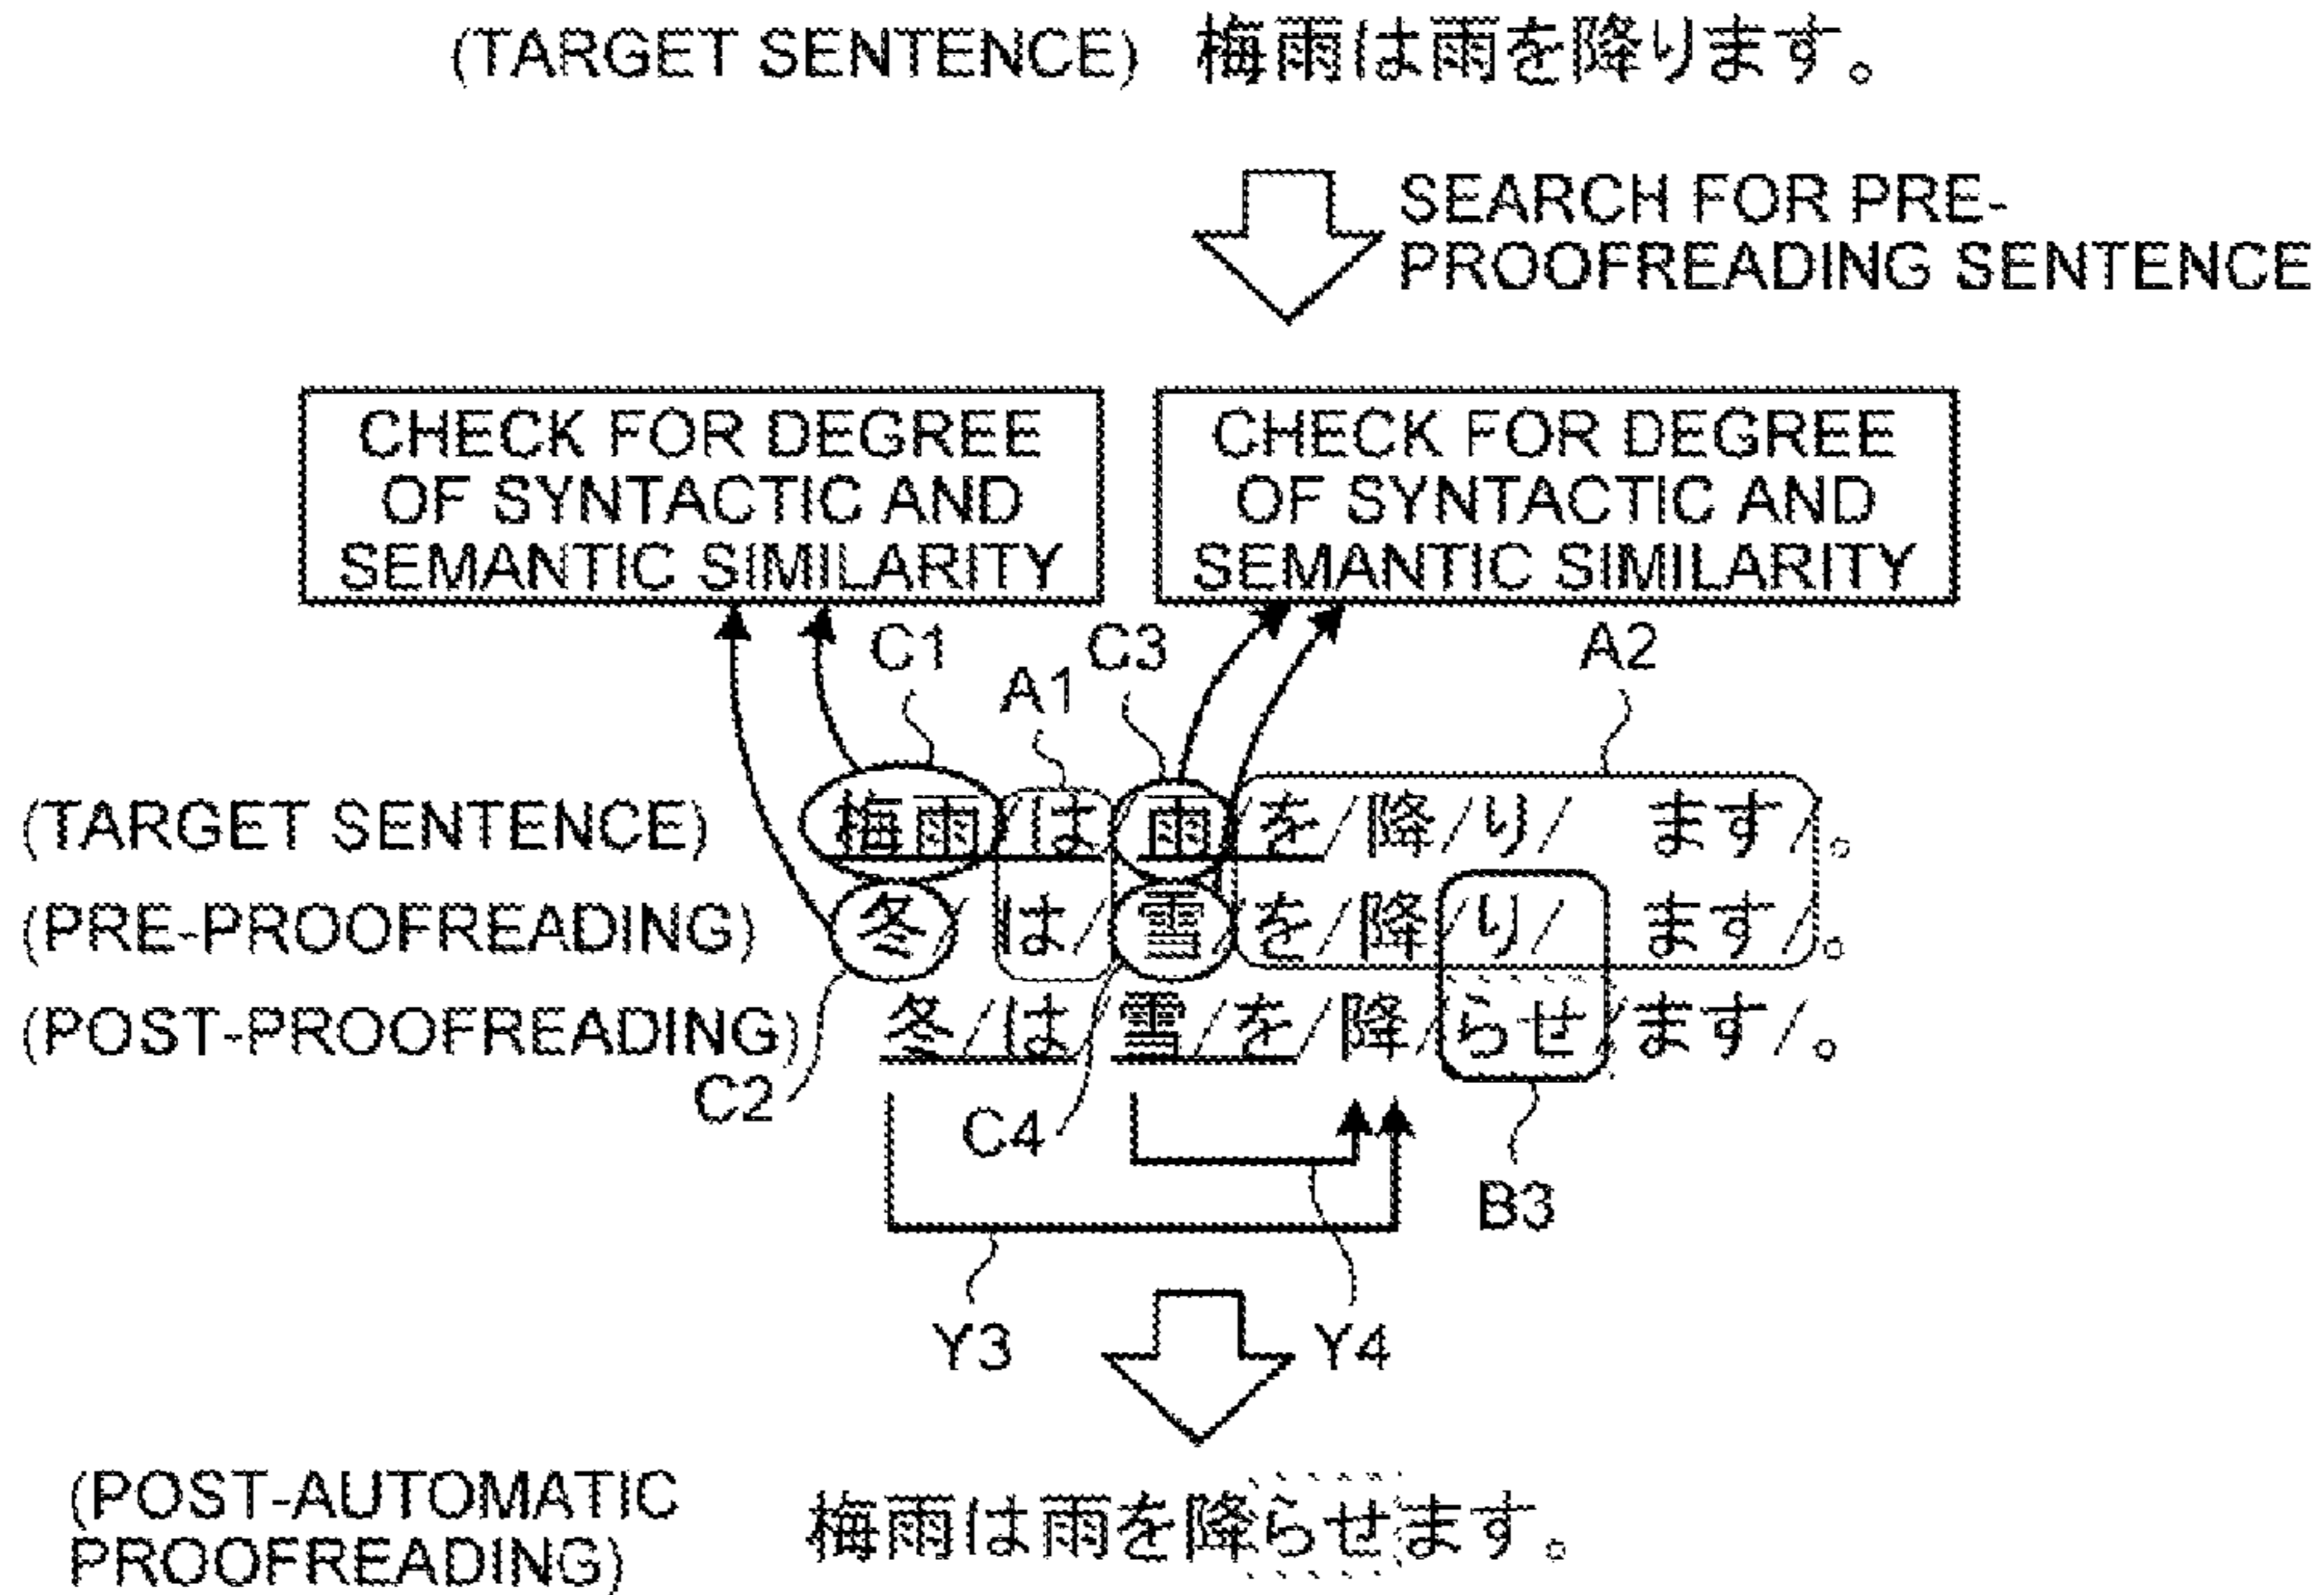 (TARGET SENTENCE) 梅雨は雨を降ります。
SEARCH FOR PRE-
PROOFREADING SENTENCE
CHECK FOR DEGREE
OF SYNTACTIC AND
SEMANTIC SIMILARITY
CHECK FOR DEGREE
OF SYNTACTIC AND
SEMANTIC SIMILARITY
C1
A1
C3
A2
(TARGET SENTENCE) 梅雨/は/雨/を/降/り/ ます/。
(PRE-PROOFREADING) 冬/は/雪/を/降/り/ ます/。
(POST-PROOFREADING) 冬/は/雪/を/降/らせ/ます/。
C2
C4
B3
Y3
Y4
(POST-AUTOMATIC
PROOFREADING) 梅雨は雨を降らせます。